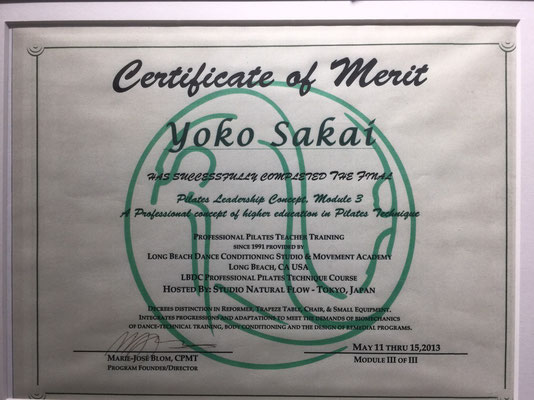 Certificate of Merit
Yoko Sakai
HAS SUCCESSFULLY COMPLETED THE FINAL
Pilates Leadership Concept, Module 3
A Professional concept of higher education in Pilates Technique
PROFESSIONAL PILATES TEACHER TRAINING
SINCE 1991 PROVIDED BY
LONG BEACH DANCE CONDITIONING STUDIO & MOVEMENT ACADEMY
LONG BEACH, CA USA
LBDC PROFESSIONAL PILATES TECHNIQUE COURSE
HOSTED BY: STUDIO NATURAL FLOW - TOKYO, JAPAN
DECREES DISTINCTION IN REFORMER, TRAPEZE TABLE, CHAIR, & SMALL EQUIPMENT.
INTEGRATES PROGRESSIONS AND ADAPTATIONS TO MEET THE DEMANDS OF BIOMECHANICS
OF DANCE-TECHNICAL TRAINING, BODY CONDITIONING AND THE DESIGN OF REMEDIAL PROGRAMS.
MARIE-JOSÉ BLOM, CPMT
PROGRAM FOUNDER/DIRECTOR
MAY 11 THRU 15,2013
MODULE III OF III